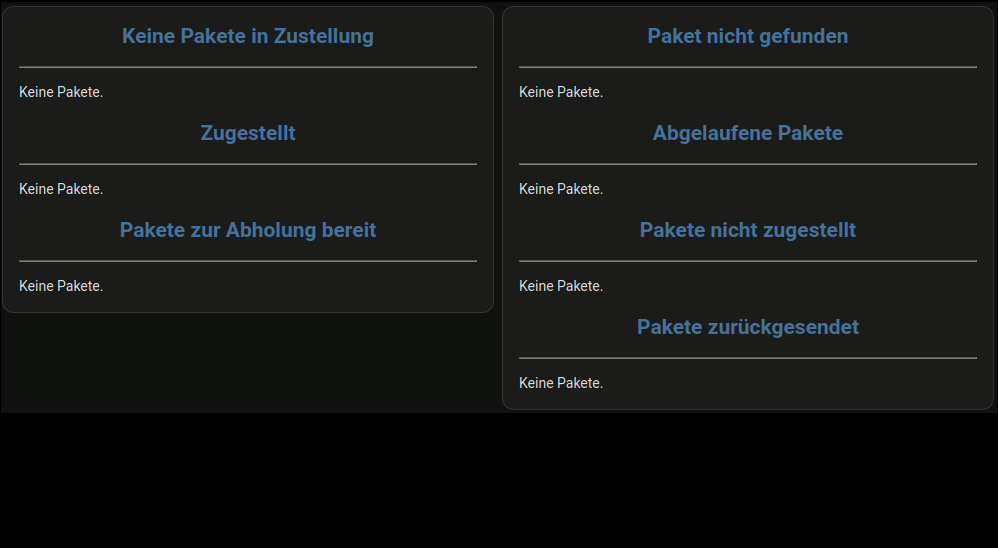 Keine Pakete in Zustellung
Keine Pakete.
Zugestellt
Keine Pakete.
Pakete zur Abholung bereit
Keine Pakete.
Paket nicht gefunden
Keine Pakete.
Abgelaufene Pakete
Keine Pakete.
Pakete nicht zugestellt
Keine Pakete.
Pakete zurückgesendet
Keine Pakete.